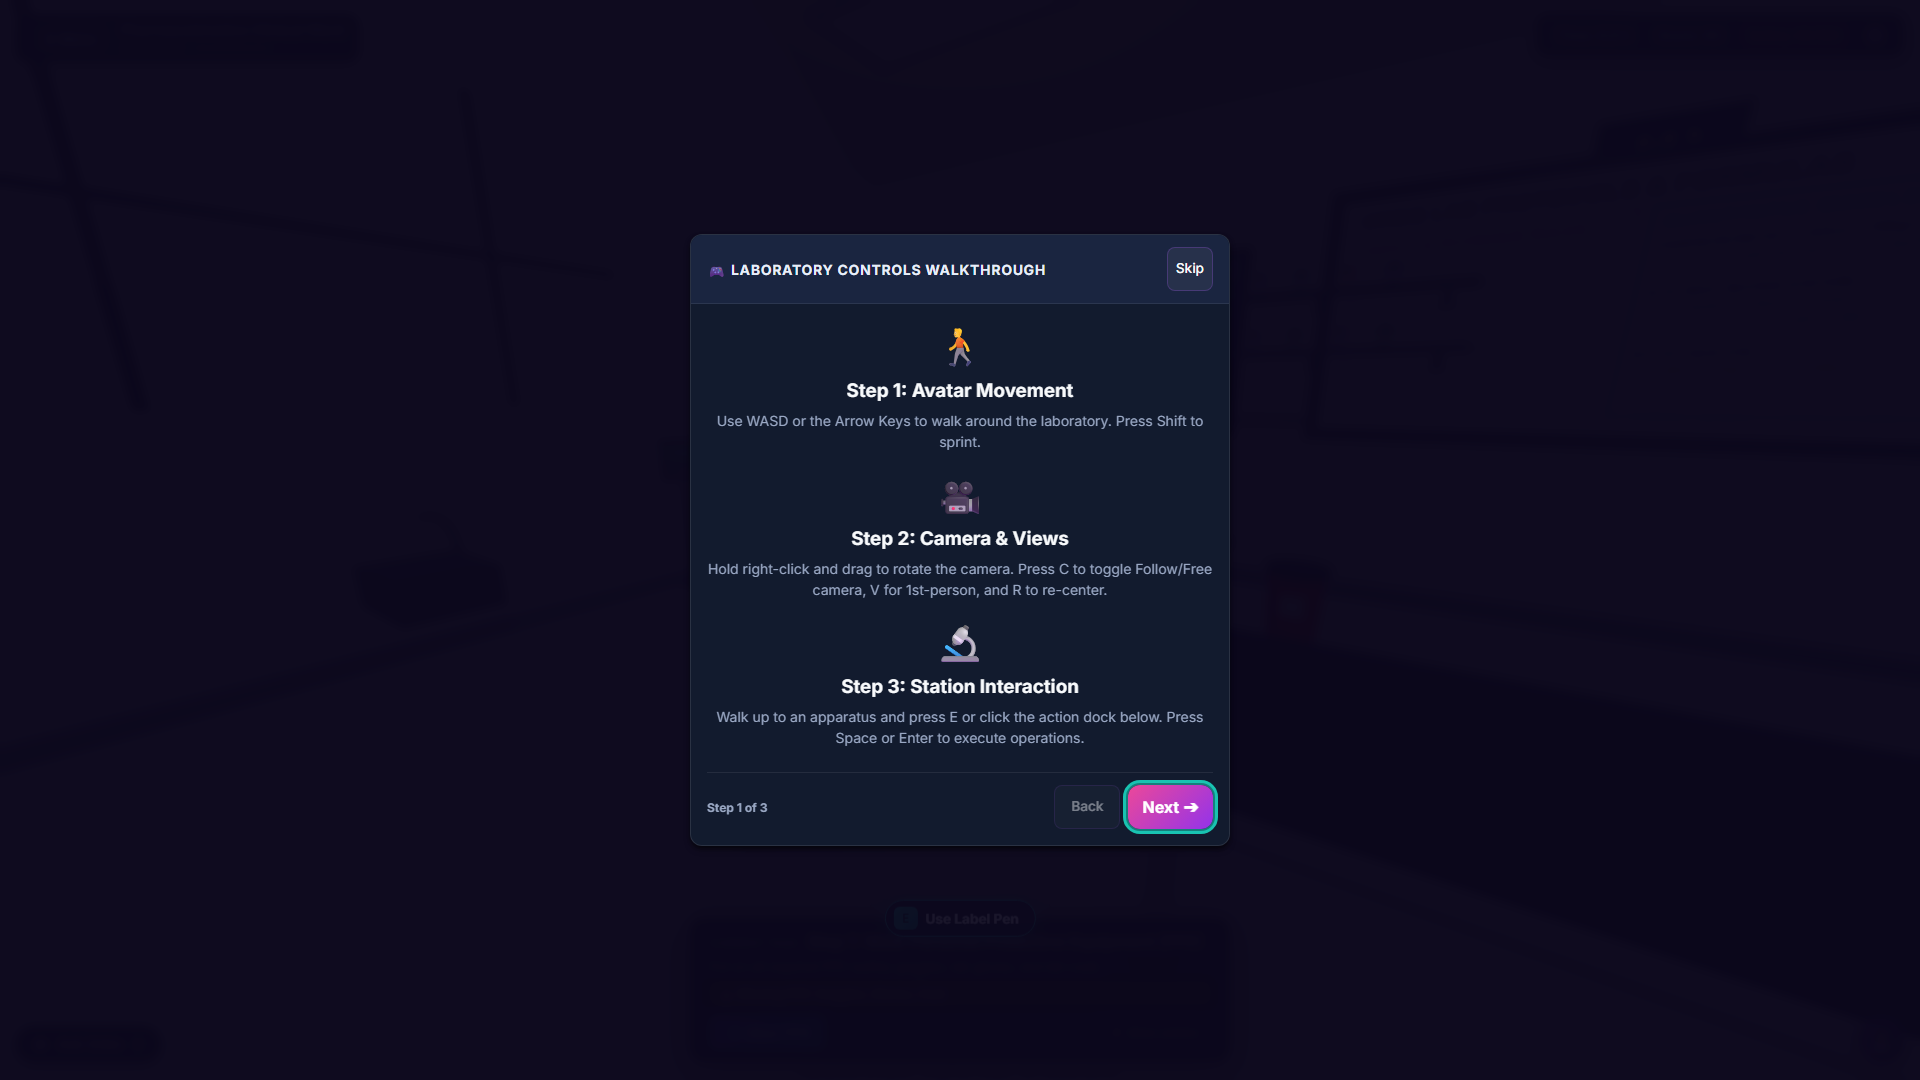 LABORATORY CONTROLS WALKTHROUGH
Skip
Step 1: Avatar Movement
Use WASD or the Arrow Keys to walk around the laboratory. Press Shift to
sprint.
Step 2: Camera & Views
Hold right-click and drag to rotate the camera. Press C to toggle Follow/Free
camera, V for 1st-person, and R to re-center.
Step 3: Station Interaction
Walk up to an apparatus and press E or click the action dock below. Press
Space or Enter to execute operations.
Step 1 of 3
Back
Next ➔
Use Label Pen